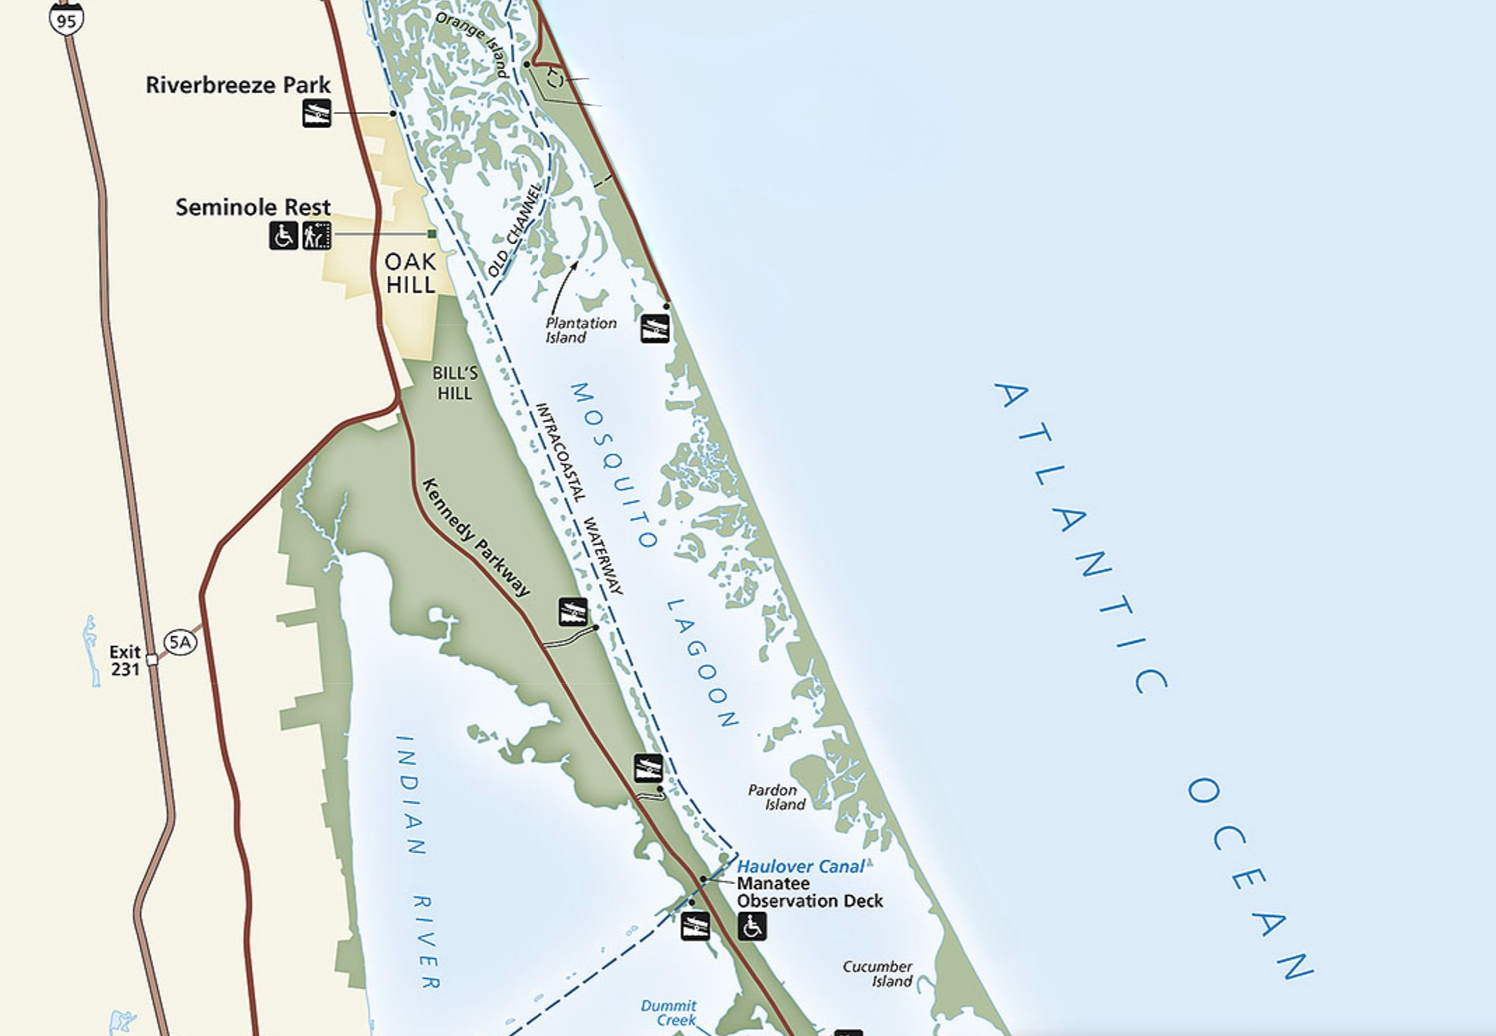 95
Orange Island
Riverbreeze Park
Seminole Rest
OAK
HILL
OLD CHANNEL
Plantation
Island
BILL'S
HILL
INTRACOASTAL WATERWAY
MOSQUITO LAGOON
ATLANTIC OCEAN
Kennedy Parkway
Exit
231
5A
INDIAN RIVER
Pardon
Island
Haulover Canal
Manatee
Observation Deck
Cucumber
Island
Dummit
Creek